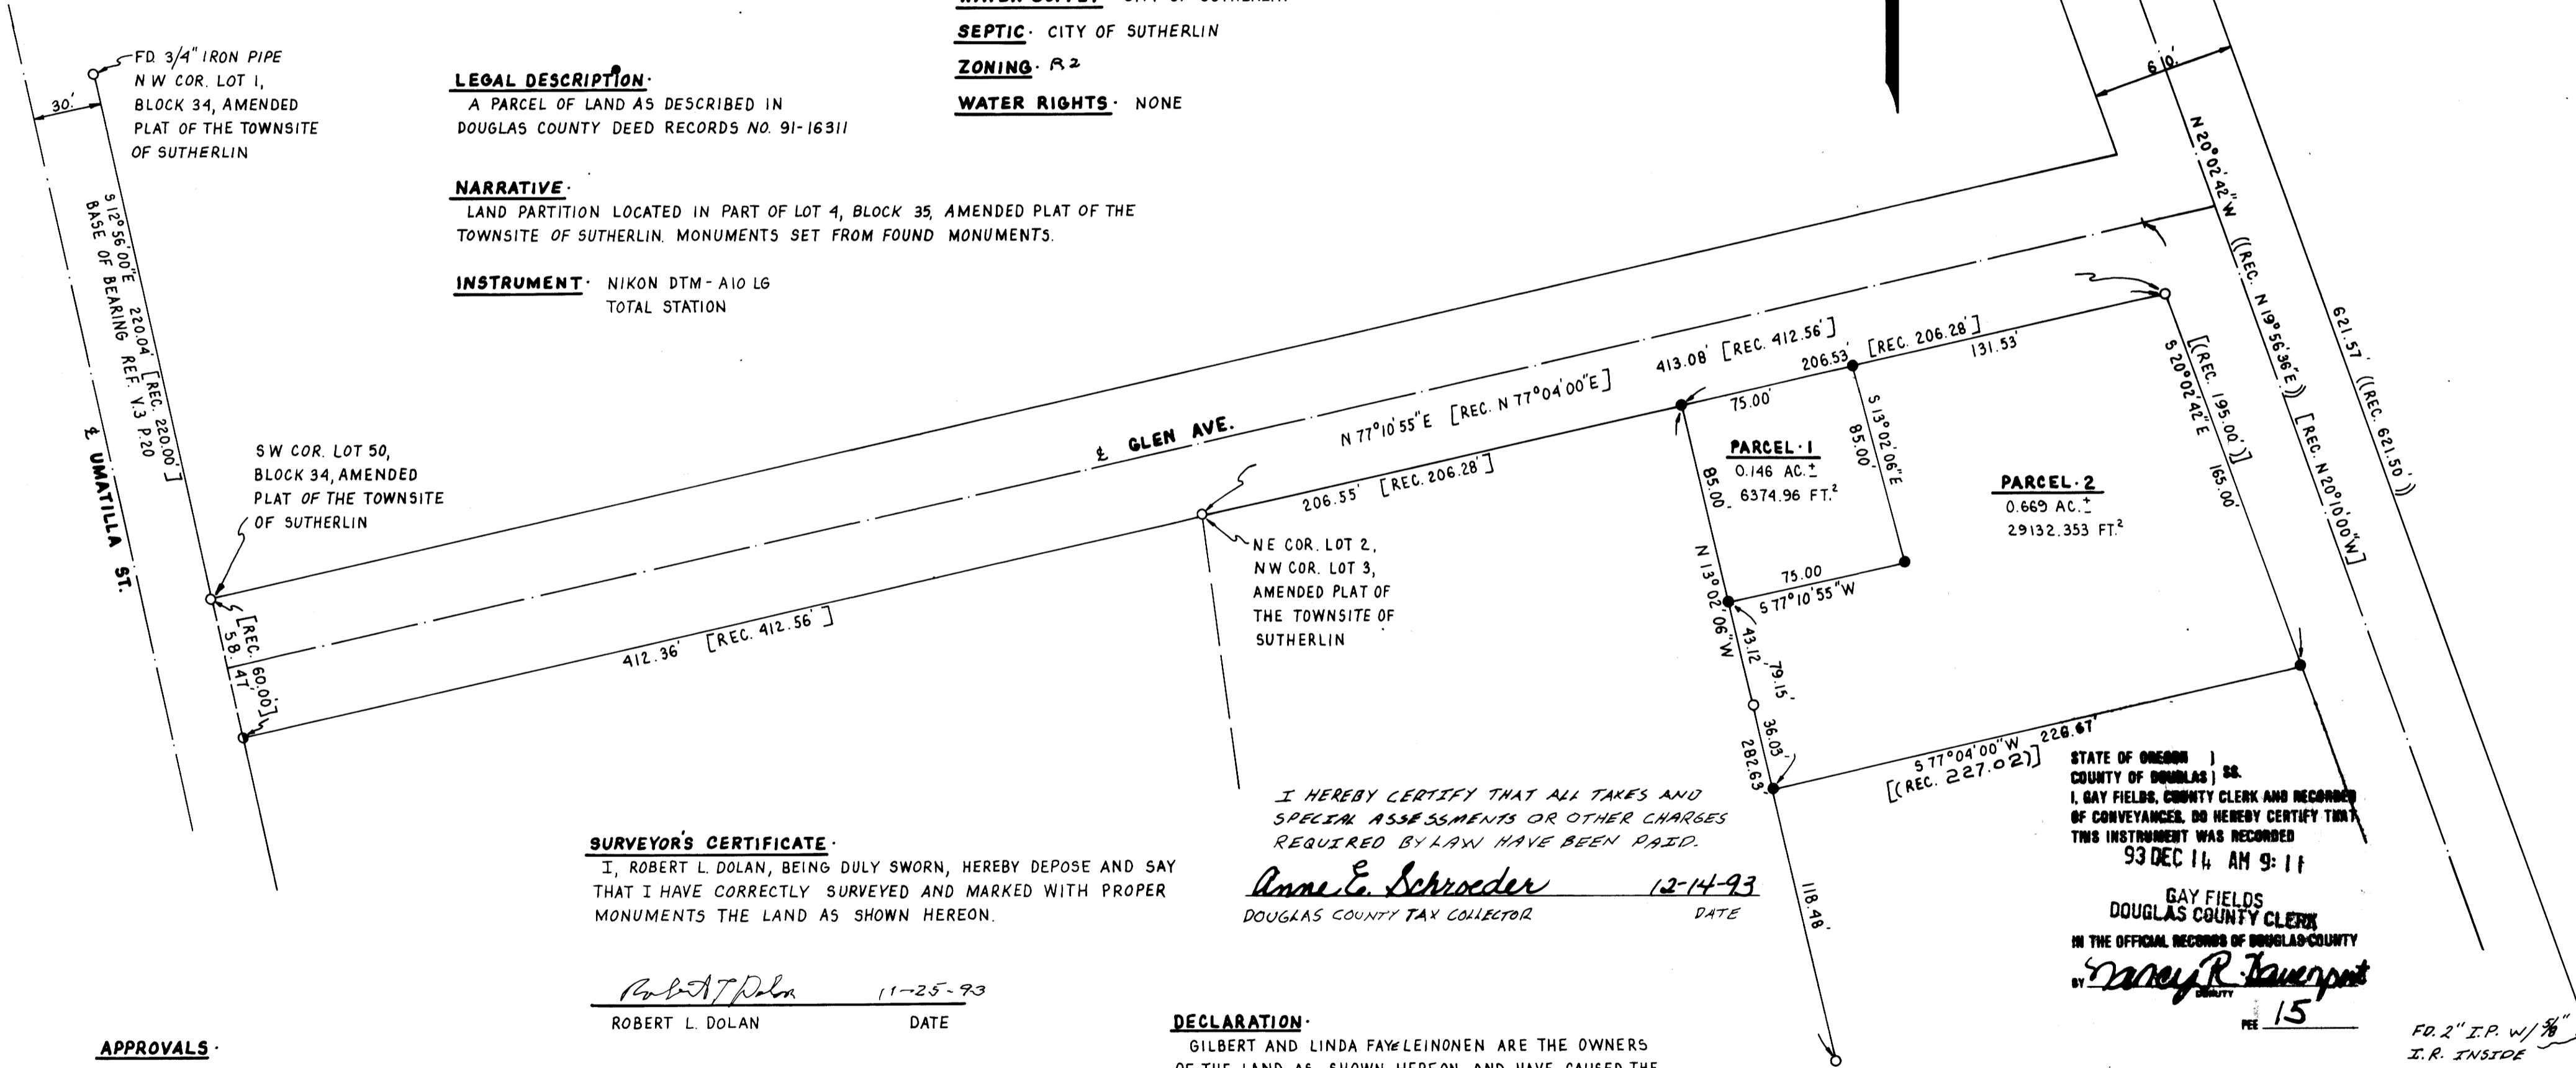 SEPTIC· CITY OF SUTHERLIN
ZONING· R2
WATER RIGHTS· NONE
FD. 3/4" IRON PIPE
NW COR. LOT 1,
BLOCK 34, AMENDED
PLAT OF THE TOWNSITE
OF SUTHERLIN
30.'
LEGAL DESCRIPTION·
A PARCEL OF LAND AS DESCRIBED IN
DOUGLAS COUNTY DEED RECORDS NO. 91-16311
NARRATIVE·
LAND PARTITION LOCATED IN PART OF LOT 4, BLOCK 35, AMENDED PLAT OF THE
TOWNSITE OF SUTHERLIN. MONUMENTS SET FROM FOUND MONUMENTS.
INSTRUMENT· NIKON DTM-A10 LG
TOTAL STATION
S 12°56'00"E 220.04' [REC. 220.00']
BASE OF BEARING REF. V.3 P.20
℄ UMATILLA ST.
SW COR. LOT 50,
BLOCK 34, AMENDED
PLAT OF THE TOWNSITE
OF SUTHERLIN
[REC. 60.00']
58.47'
412.36' [REC. 412.56']
℄ GLEN AVE.
N 77°10'55"E [REC. N 77°04'00"E]
413.08' [REC. 412.56']
206.55' [REC. 206.28']
206.53' [REC. 206.28']
75.00'
131.53'
NE COR. LOT 2,
NW COR. LOT 3,
AMENDED PLAT OF
THE TOWNSITE OF
SUTHERLIN
PARCEL·1
0.146 AC.±
6374.96 FT.²
85.00'
S 13°02'06"E
85.00'
75.00
S 77°10'55"W
N 13°02'06"W
43.12'
79.15'
36.03'
282.63'
118.48'
PARCEL·2
0.669 AC.±
29132.353 FT²
[(REC. 195.00')]
S 20°02'42"E 165.00'
S 77°04'00"W 226.67'
[(REC. 227.02)]
60.'
N 20°02'42"W ((REC. N 19°56'36"E)) [REC. N 20°10'00"W]
621.57' ((REC. 621.50'))
SURVEYOR'S CERTIFICATE·
I, ROBERT L. DOLAN, BEING DULY SWORN, HEREBY DEPOSE AND SAY
THAT I HAVE CORRECTLY SURVEYED AND MARKED WITH PROPER
MONUMENTS THE LAND AS SHOWN HEREON.
11-25-93
ROBERT L. DOLAN DATE
I HEREBY CERTIFY THAT ALL TAXES AND
SPECIAL ASSESSMENTS OR OTHER CHARGES
REQUIRED BY LAW HAVE BEEN PAID.
Anne E. Schroeder 12-14-93
DOUGLAS COUNTY TAX COLLECTOR DATE
STATE OF OREGON )
COUNTY OF DOUGLAS ) SS.
I, GAY FIELDS, COUNTY CLERK AND RECORDER
OF CONVEYANCES, DO HEREBY CERTIFY THAT
THIS INSTRUMENT WAS RECORDED
93 DEC 14 AM 9:11
GAY FIELDS
DOUGLAS COUNTY CLERK
IN THE OFFICIAL RECORDS OF DOUGLAS COUNTY
BY Nancy R. Davenport
DEPUTY
FEE 15
FD. 2" I.P. W/ 5/8"
I.R. INSIDE
APPROVALS·
DECLARATION·
GILBERT AND LINDA FAYE LEINONEN ARE THE OWNERS
OF THE LAND AS SHOWN HEREON AND HAVE CAUSED THE